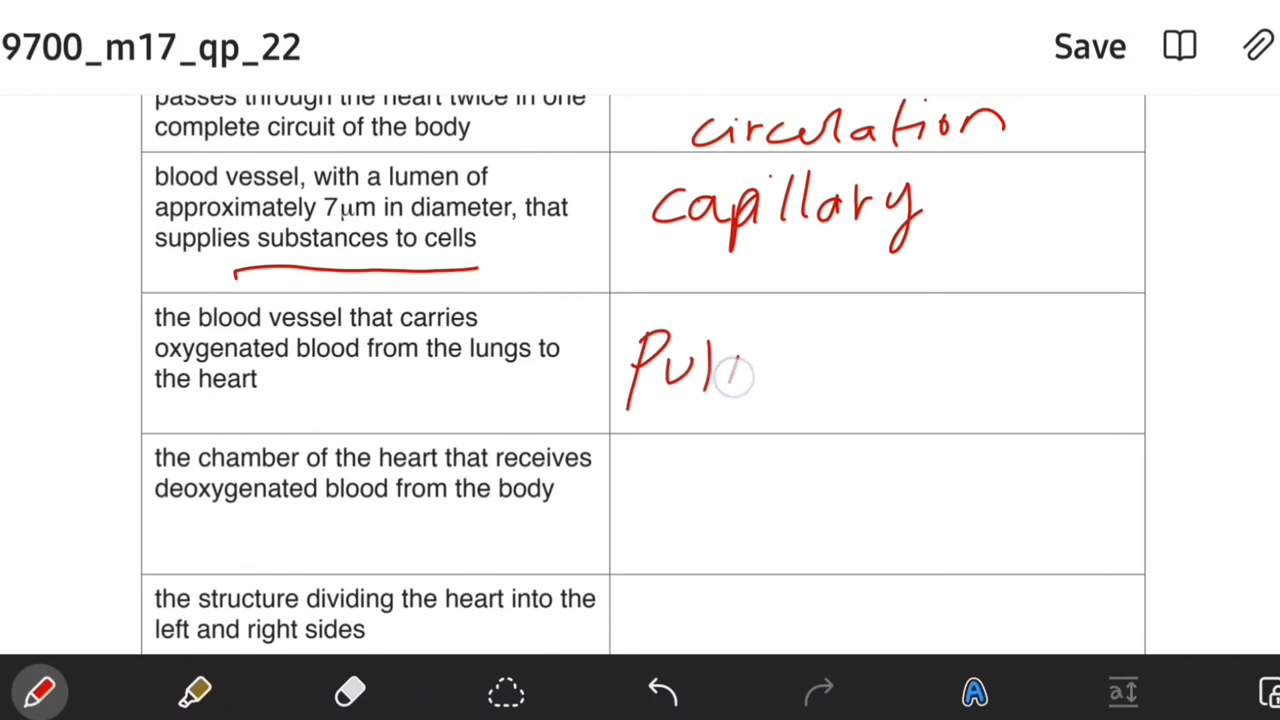 9700_m17_qp_22
Save
passes through the heart twice in one
complete circuit of the body
circulation
blood vessel, with a lumen of
approximately 7μm in diameter, that
supplies substances to cells
capillary
the blood vessel that carries
oxygenated blood from the lungs to
the heart
Pul
the chamber of the heart that receives
deoxygenated blood from the body
the structure dividing the heart into the
left and right sides
A
a